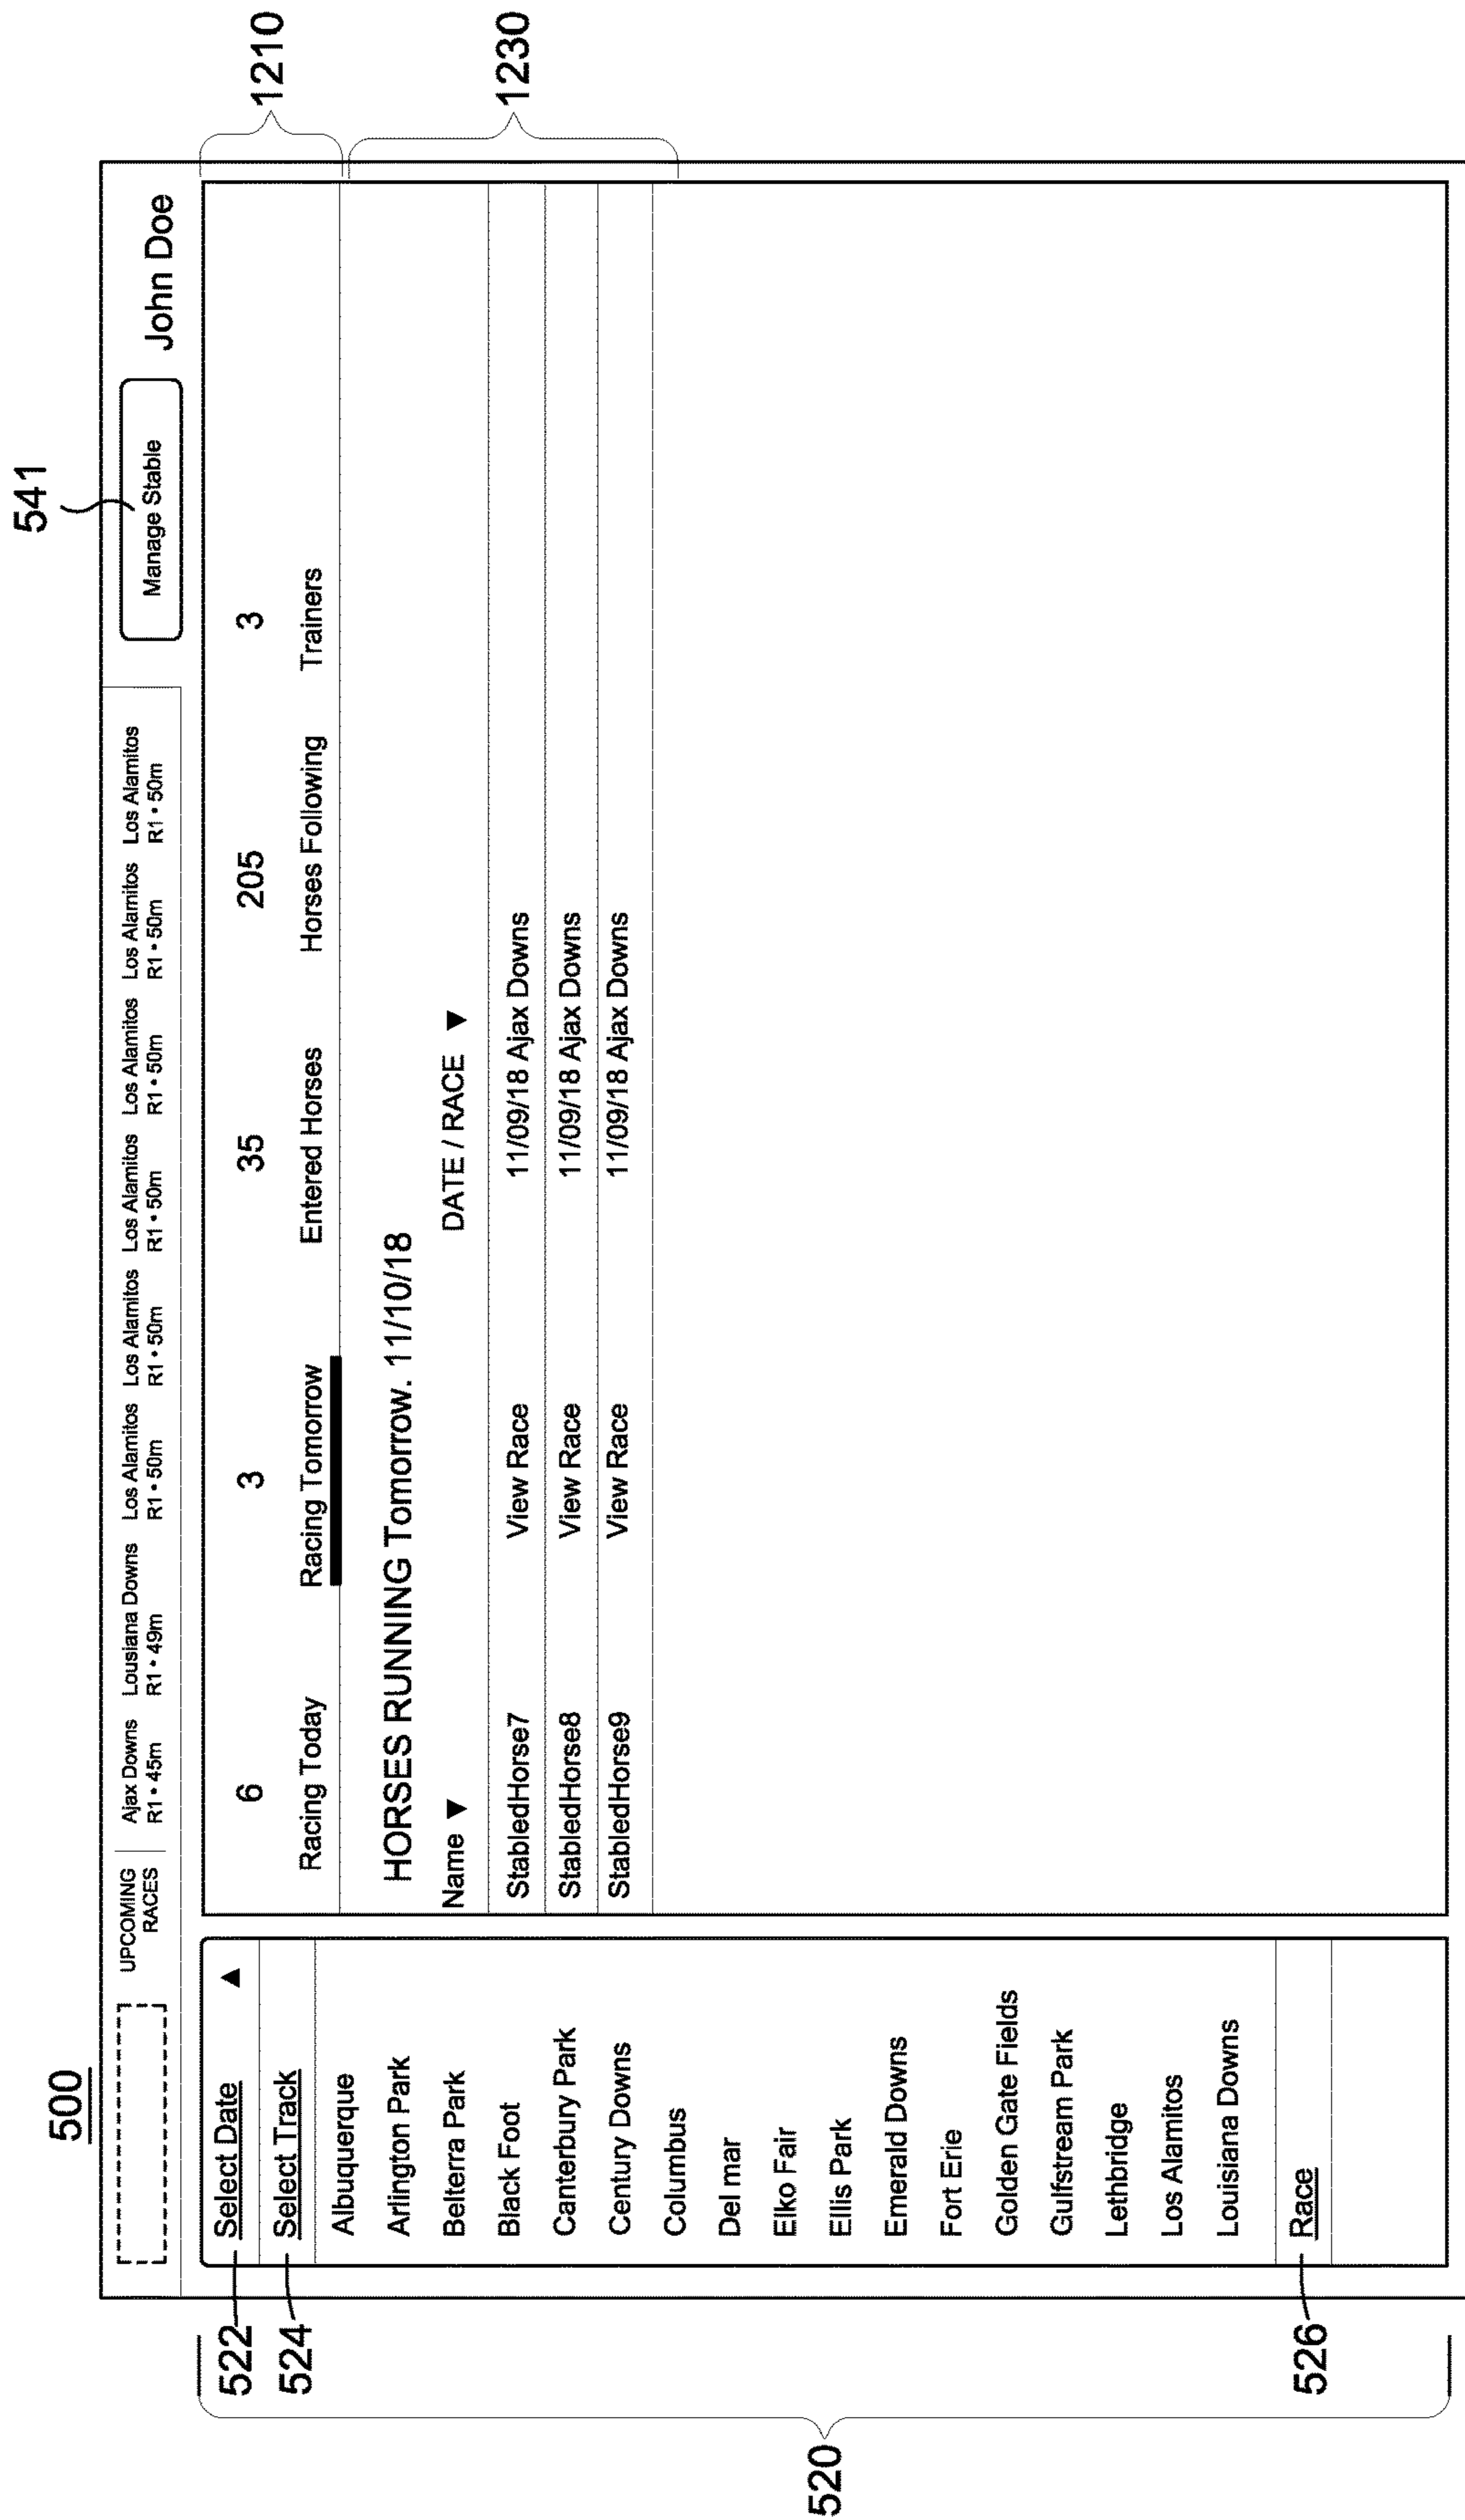 500
541
UPCOMING RACES
Ajax Downs Lousiana Downs Los Alamitos Los Alamitos Los Alamitos Los Alamitos Los Alamitos Los Alamitos
R1 • 45m R1 • 49m R1 • 50m R1 • 50m R1 • 50m R1 • 50m R1 • 50m R1 • 50m
Manage Stable
John Doe
522
Select Date ▲
524
Select Track
Albuquerque
Arlington Park
Belterra Park
Black Foot
Canterbury Park
Century Downs
Columbus
Del mar
Elko Fair
Ellis Park
Emerald Downs
Fort Erie
Golden Gate Fields
Gulfstream Park
Lethbridge
Los Alamitos
Louisiana Downs
526
Race
520
6 3 35 205 3
Racing Today Racing Tomorrow Entered Horses Horses Following Trainers
1210
HORSES RUNNING Tomorrow. 11/10/18
Name ▼ DATE / RACE ▼
StabledHorse7 View Race 11/09/18 Ajax Downs
StabledHorse8 View Race 11/09/18 Ajax Downs
StabledHorse9 View Race 11/09/18 Ajax Downs
1230